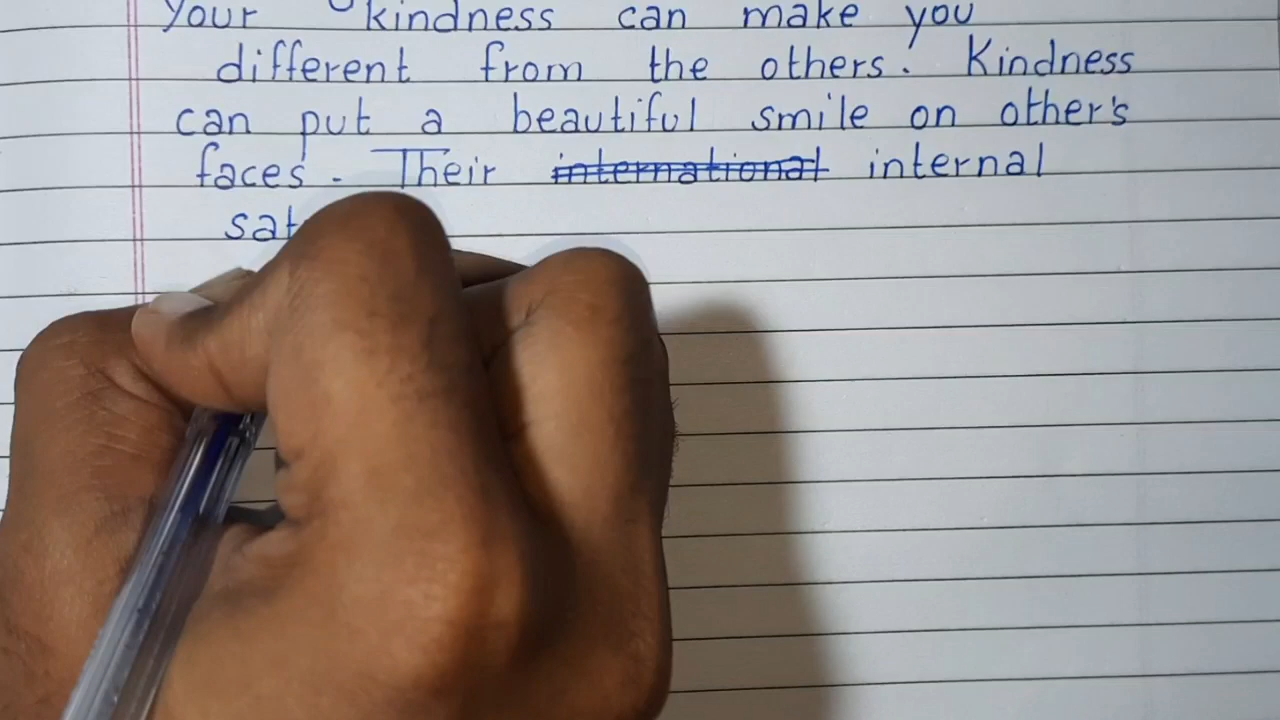 Your kindness can make you
different from the others. Kindness
can put a beautiful smile on other's
faces. Their international internal
sat